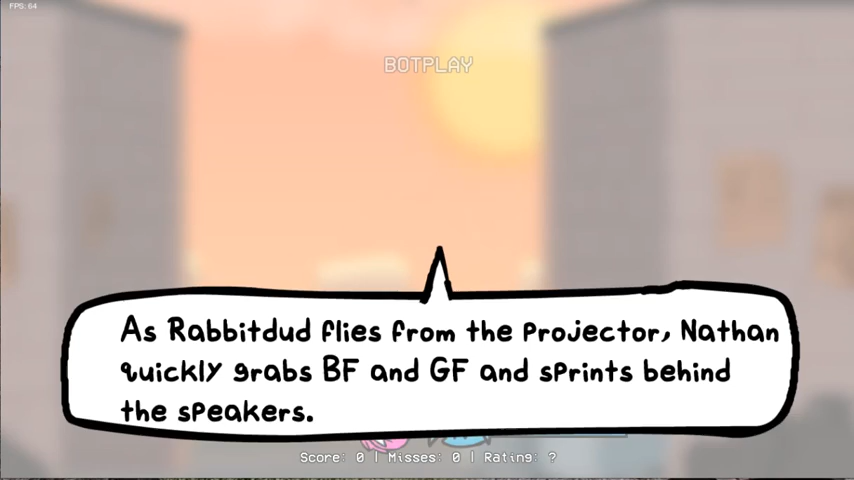 FPS: 64
BOTPLAY
As Rabbitdud flies from the Projector, Nathan
quickly grabs BF and GF and sprints behind
the speakers.
Score: 0 | Misses: 0 | Rating: ?